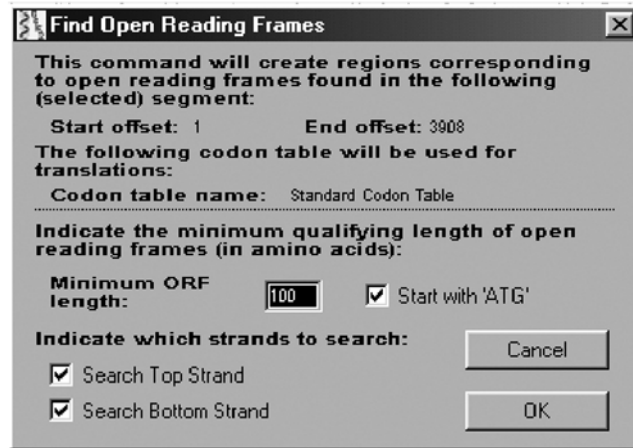 Find Open Reading Frames
This command will create regions corresponding
to open reading frames found in the following
(selected) segment:
Start offset: 1 End offset: 3908
The following codon table will be used for
translations:
Codon table name: Standard Codon Table
Indicate the minimum qualifying length of open
reading frames (in amino acids):
Minimum ORF
length: 100 Start with 'ATG'
Indicate which strands to search:
Cancel
Search Top Strand
Search Bottom Strand OK